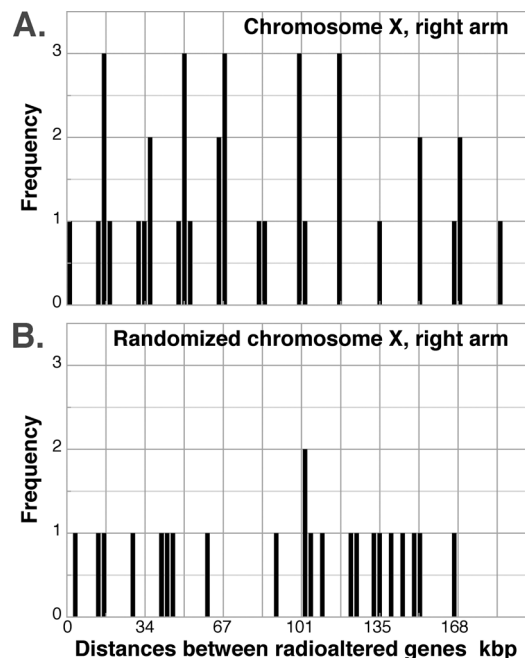 A.
Chromosome X, right arm
Frequency
3
2
1
0
B.
Randomized chromosome X, right arm
Frequency
3
2
1
0
0 34 67 101 135 168
Distances between radioaltered genes kbp